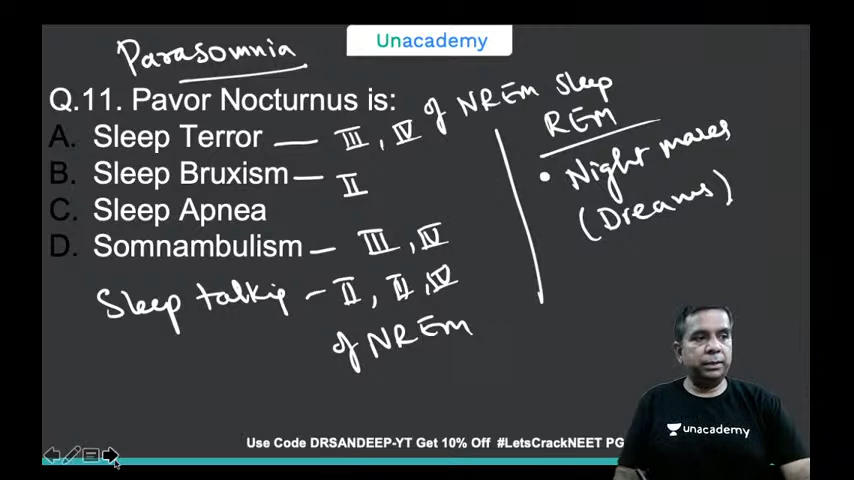 Parasomnia
Unacademy
Q.11. Pavor Nocturnus is:
A. Sleep Terror — III, IV of NREM Sleep
B. Sleep Bruxism — II
C. Sleep Apnea
D. Somnambulism — III, IV
Sleep talkig — II, II, IV
of NREM
REM
• Night mares
(Dreams)
unacademy
Use Code DRSANDEEP-YT Get 10% Off #LetsCrackNEET PG